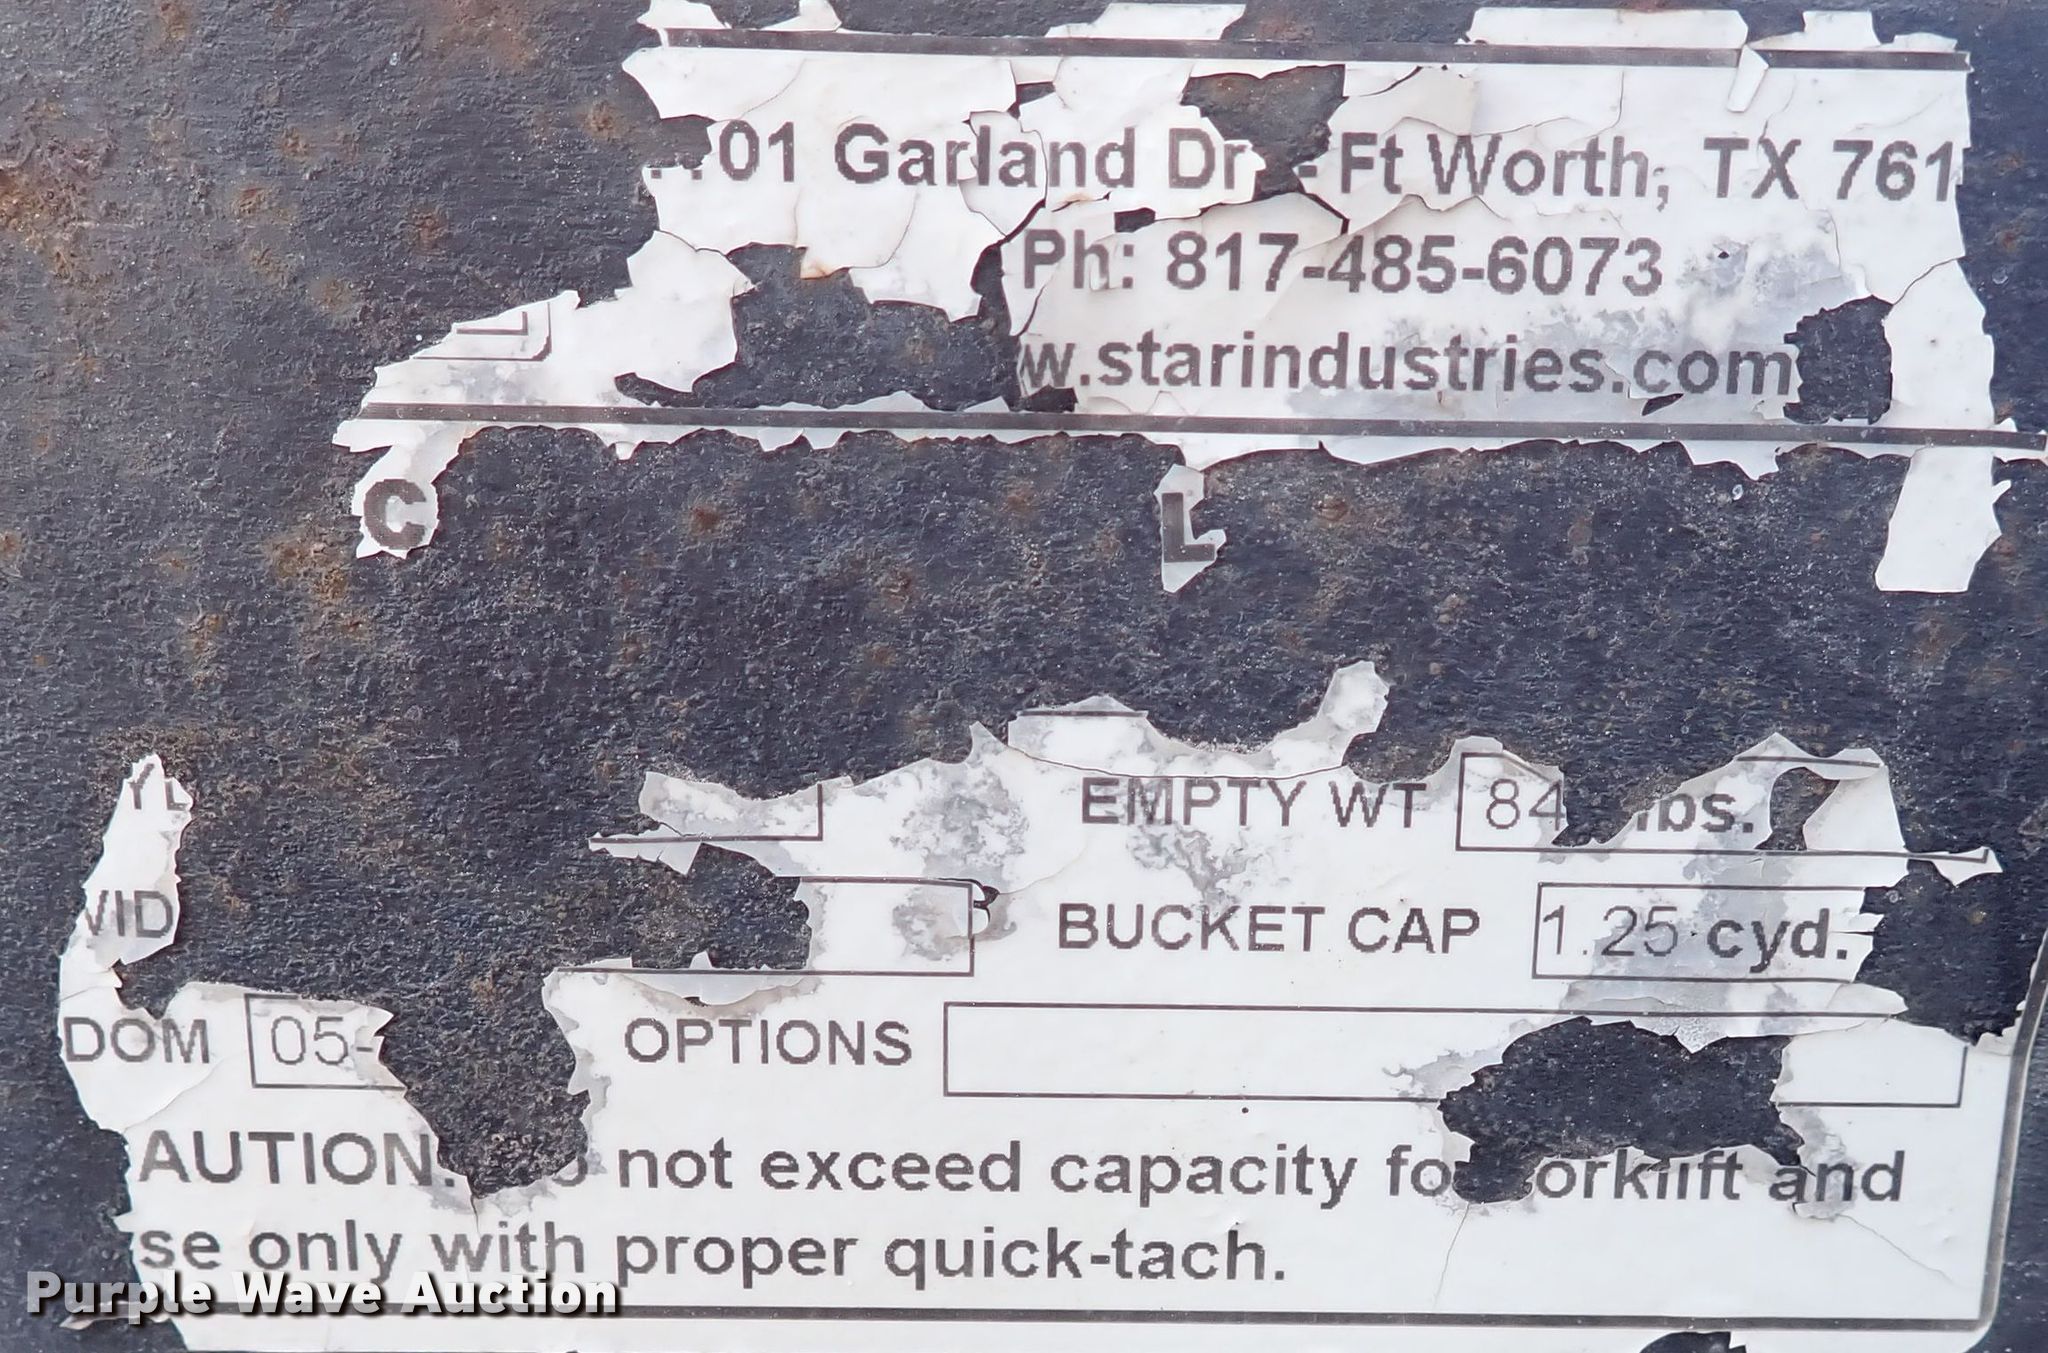 01 Garland Dr - Ft Worth, TX 761
Ph: 817-485-6073
w.starindustries.com
C L
YL
EMPTY WT 84 lbs.
VID BUCKET CAP 1.25 cyd.
DOM 05- OPTIONS
AUTION. not exceed capacity fo orklift and
se only with proper quick-tach.
Purple Wave Auction